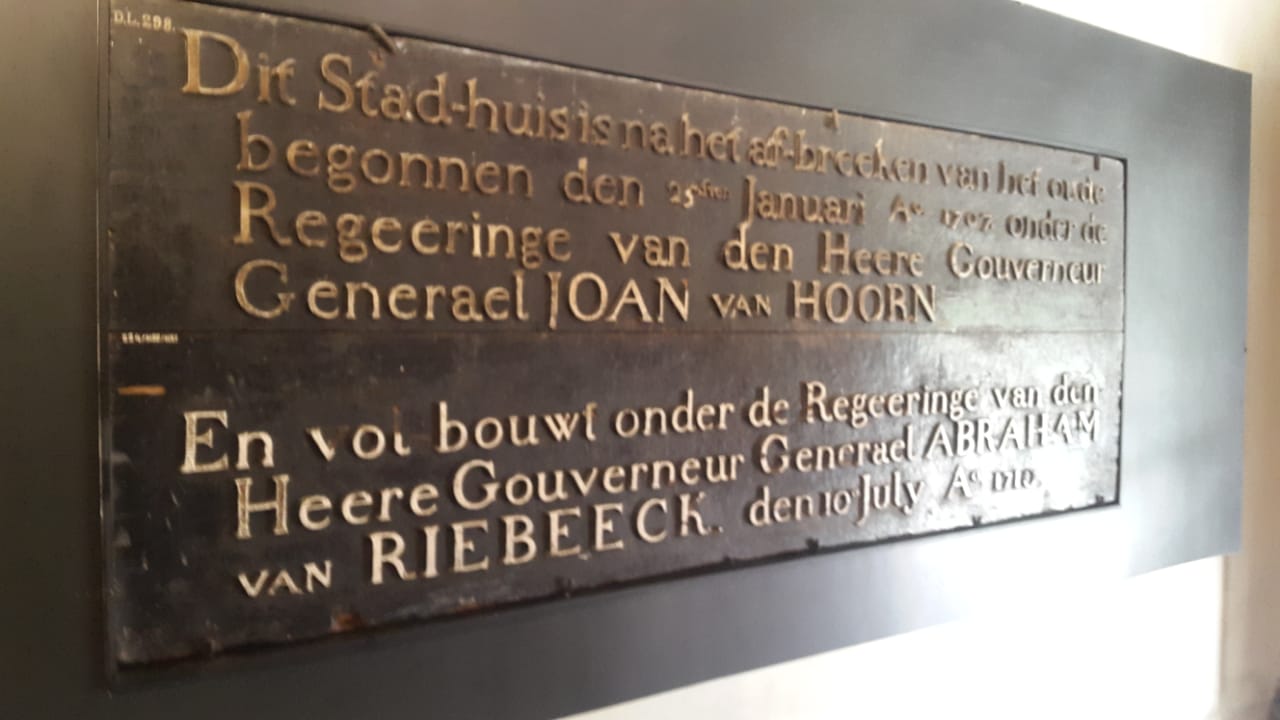 D.L.298.
Dit Stad-huis is na het af-breeken van het oude
begonnen den 25sten Januari Ao 1707 onder de
Regeeringe van den Heere Gouverneur
Generael JOAN VAN HOORN
En vol bouwt onder de Regeeringe van den
Heere Gouverneur Generael ABRAHAM
VAN RIEBEECK. den 10 July Ao 1710.